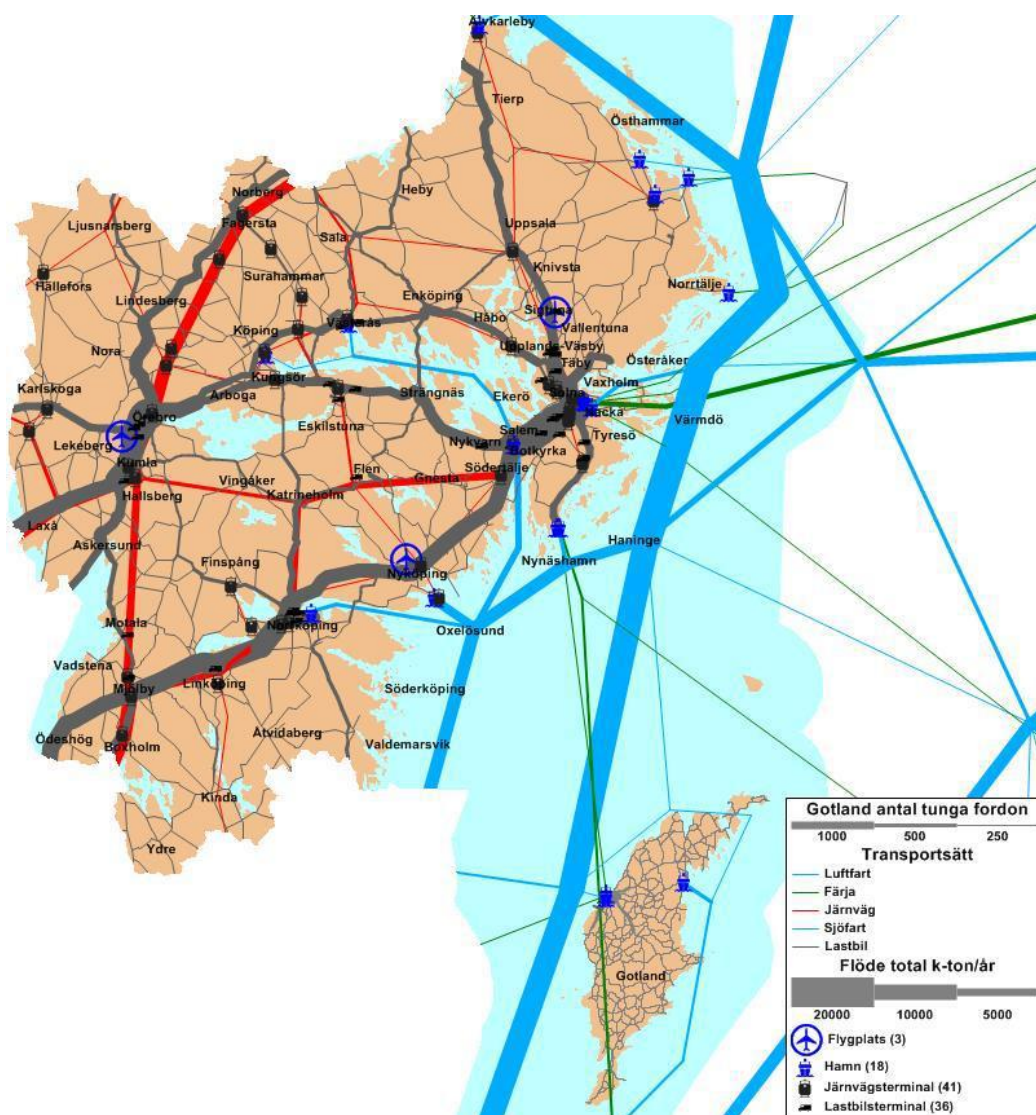 Älvkarleby
Tierp
Östhammar
Norberg
Heby
Ljusnarsberg
Fagersta
Uppsala
Sala
Knivsta
Hällefors
Surahammar
Lindesberg
Enköping
Norrtälje
Håbo
Sigtuna
Köping
Västerås
Vallentuna
Upplands-Väsby
Nora
Täby
Österåker
Kungsör
Vaxholm
Karlskoga
Arboga
Strängnäs
Ekerö
Solna
Örebro
Nacka
Värmdö
Eskilstuna
Salem
Tyresö
Lekeberg
Nykvarn
Botkyrka
Kumla
Flen
Södertälje
Vingåker
Gnesta
Hallsberg
Katrineholm
Laxå
Askersund
Haninge
Finspång
Nynäshamn
Nyköping
Motala
Norrköping
Oxelösund
Vadstena
Linköping
Mjölby
Söderköping
Ödeshög
Åtvidaberg
Boxholm
Valdemarsvik
Kinda
Ydre
Gotland
Gotland antal tunga fordon
1000 500 250
Transportsätt
Luftfart
Färja
Järnväg
Sjöfart
Lastbil
Flöde total k-ton/år
20000 10000 5000
Flygplats (3)
Hamn (18)
Järnvägsterminal (41)
Lastbilsterminal (36)